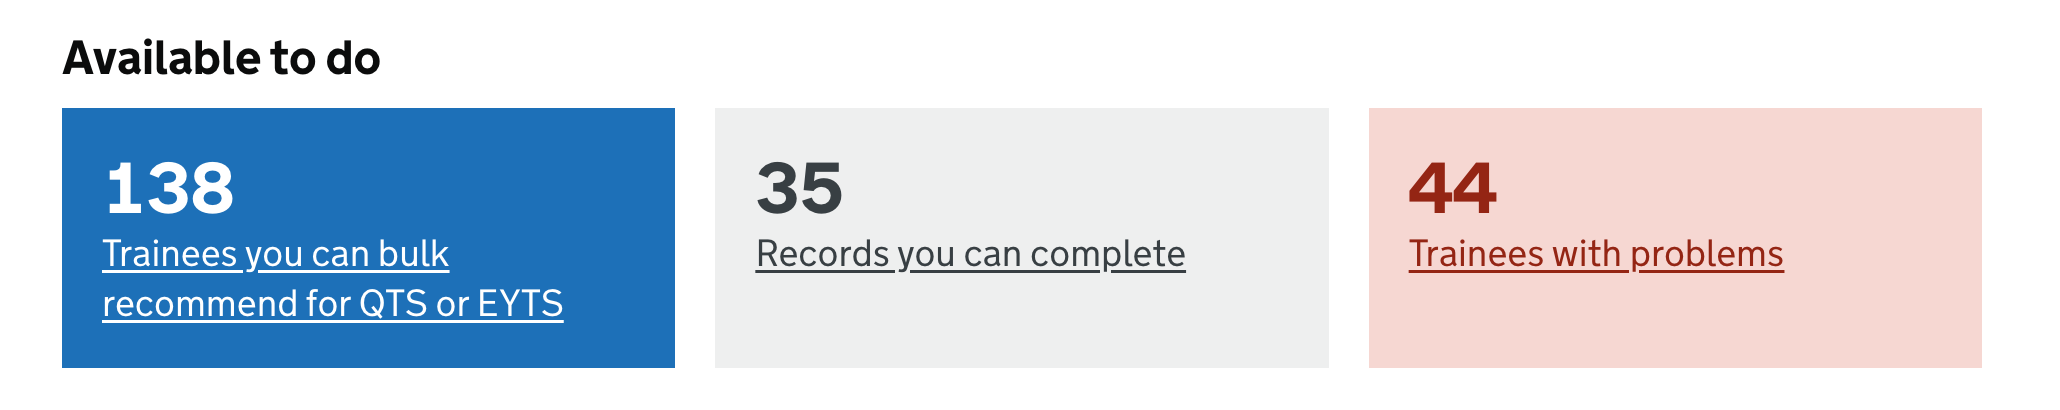 Available to do
138
Trainees you can bulk
recommend for QTS or EYTS
35
Records you can complete
44
Trainees with problems